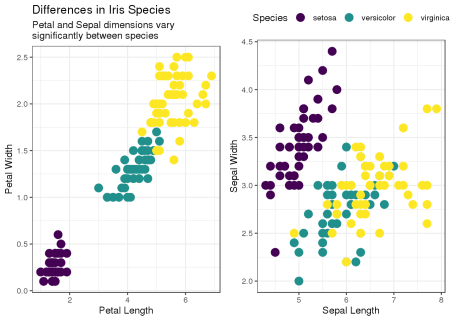 Differences in Iris Species
Petal and Sepal dimensions vary
significantly between species
Species setosa versicolor virginica
2.5
2.0
1.5
1.0
0.5
0.0
Petal Width
2 4 6
Petal Length
4.5
4.0
3.5
3.0
2.5
2.0
Sepal Width
5 6 7 8
Sepal Length